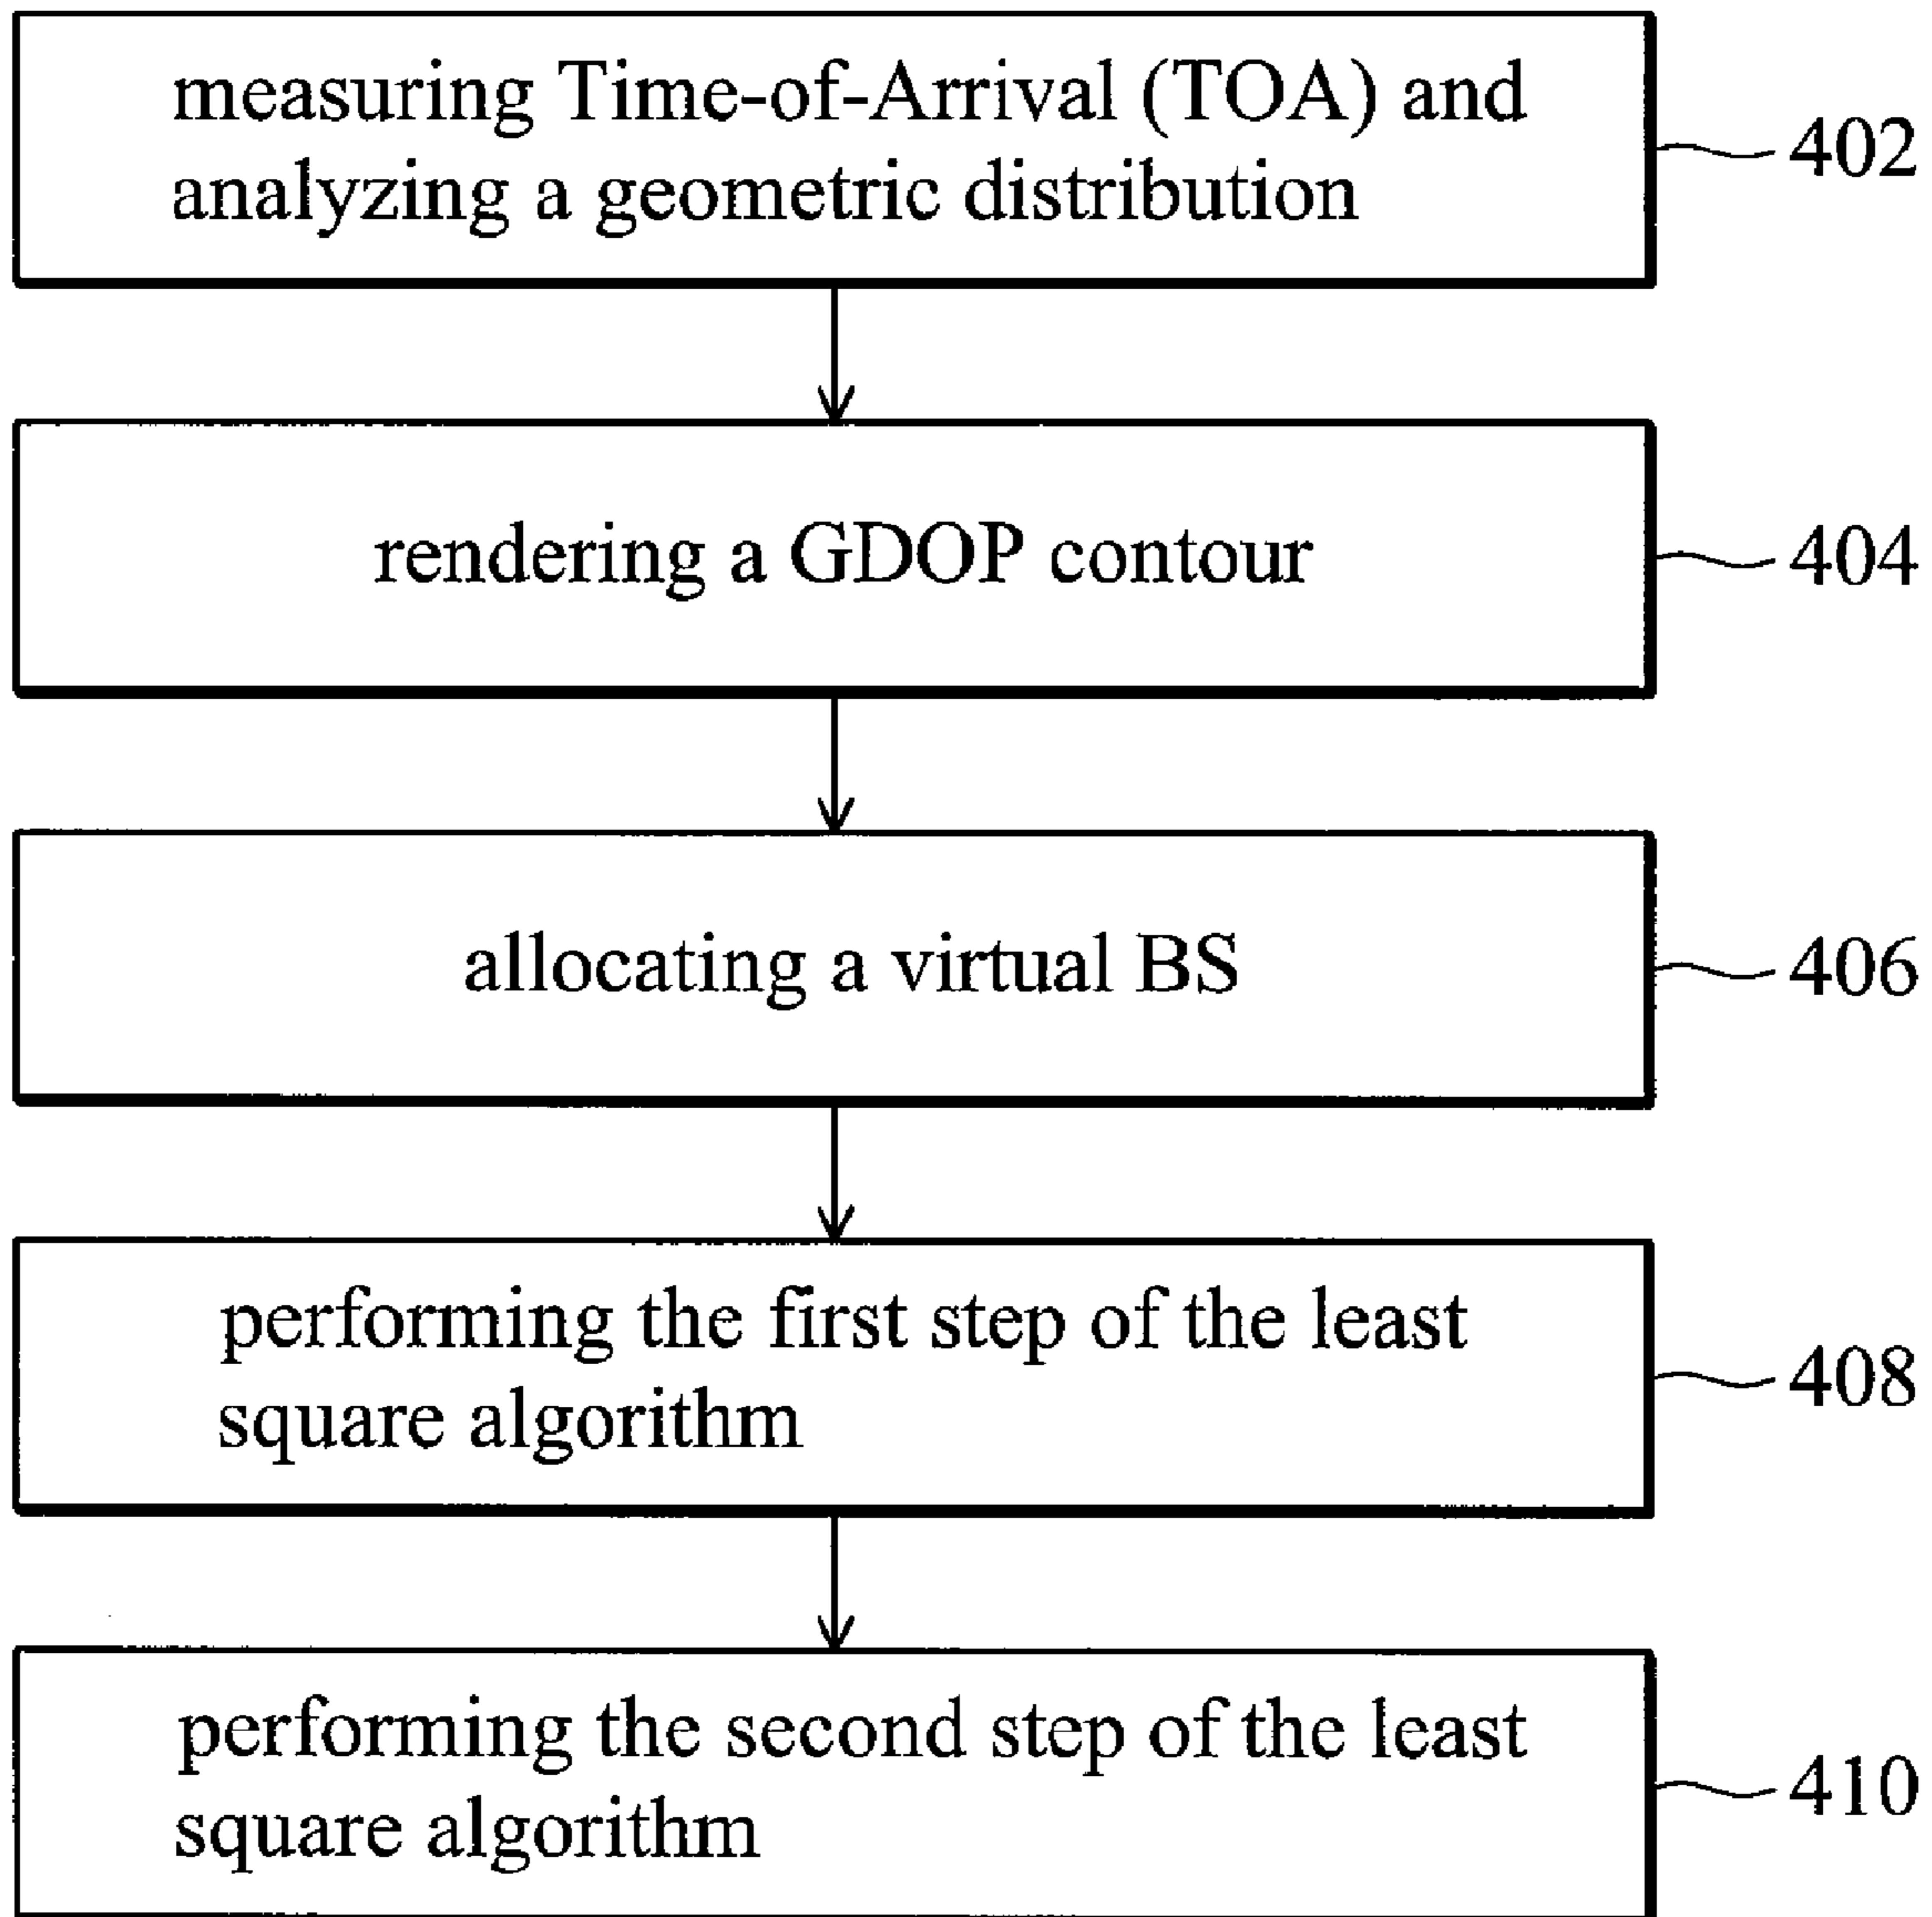 measuring Time-of-Arrival (TOA) and
analyzing a geometric distribution
402
rendering a GDOP contour
404
allocating a virtual BS
406
performing the first step of the least
square algorithm
408
performing the second step of the least
square algorithm
410